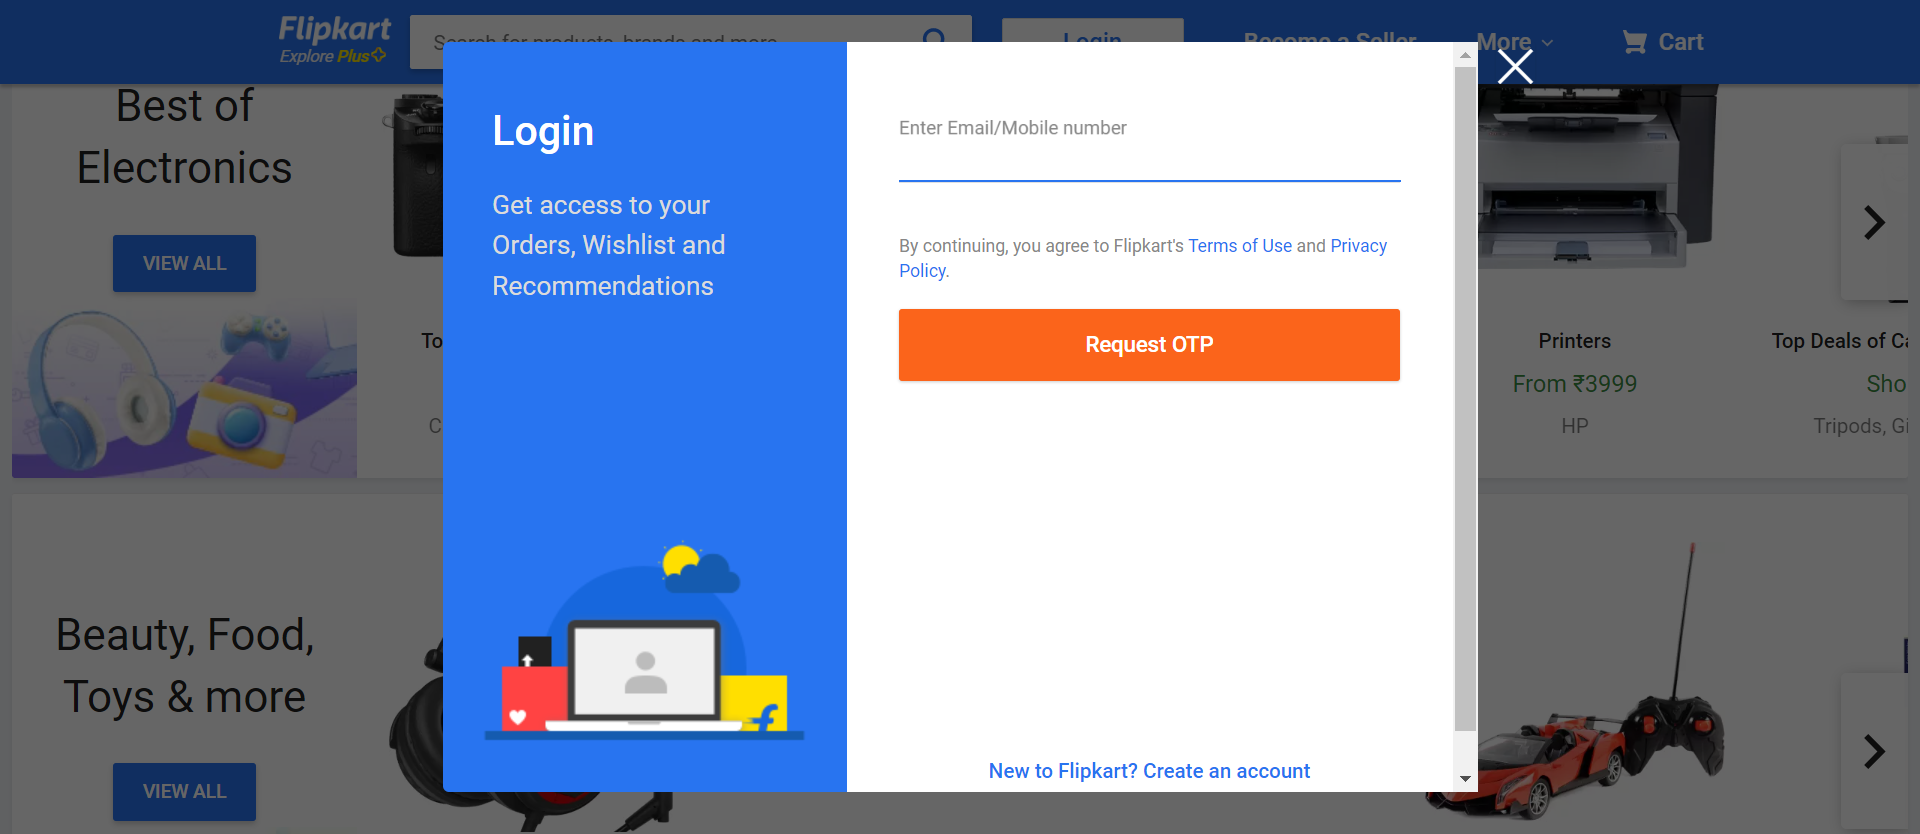 Flipkart
Explore Plus
Search for products, brands and more
Login
Become a Seller
More
Cart
Best of
Electronics
VIEW ALL
Login
Get access to your
Orders, Wishlist and
Recommendations
Enter Email/Mobile number
By continuing, you agree to Flipkart's Terms of Use and Privacy
Policy.
Request OTP
New to Flipkart? Create an account
To
C
Printers
From ₹3999
HP
Top Deals of Ca
Sho
Tripods, Gi
Beauty, Food,
Toys & more
VIEW ALL